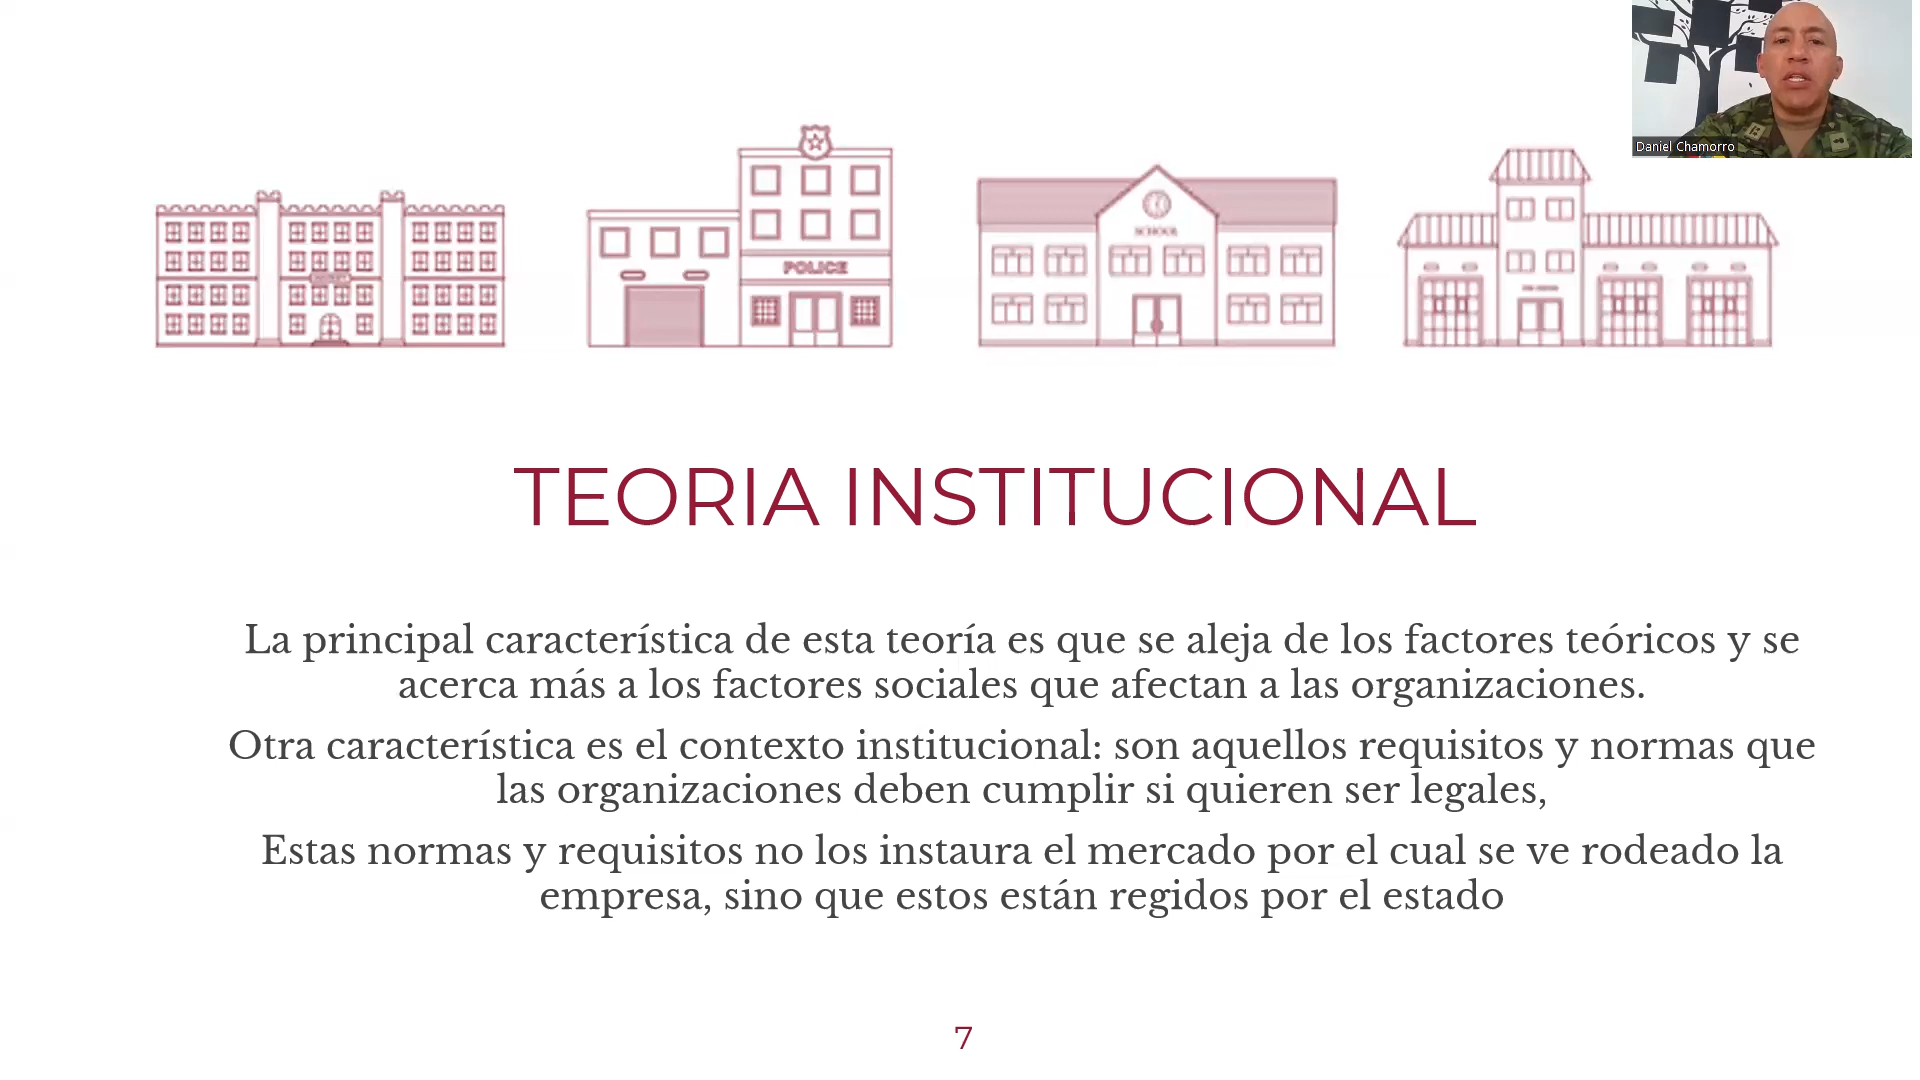 Daniel Chamorro
POLICE
SCHOOL
TEORIA INSTITUCIONAL
La principal característica de esta teoría es que se aleja de los factores teóricos y se
acerca más a los factores sociales que afectan a las organizaciones.
Otra característica es el contexto institucional: son aquellos requisitos y normas que
las organizaciones deben cumplir si quieren ser legales,
Estas normas y requisitos no los instaura el mercado por el cual se ve rodeado la
empresa, sino que estos están regidos por el estado
7